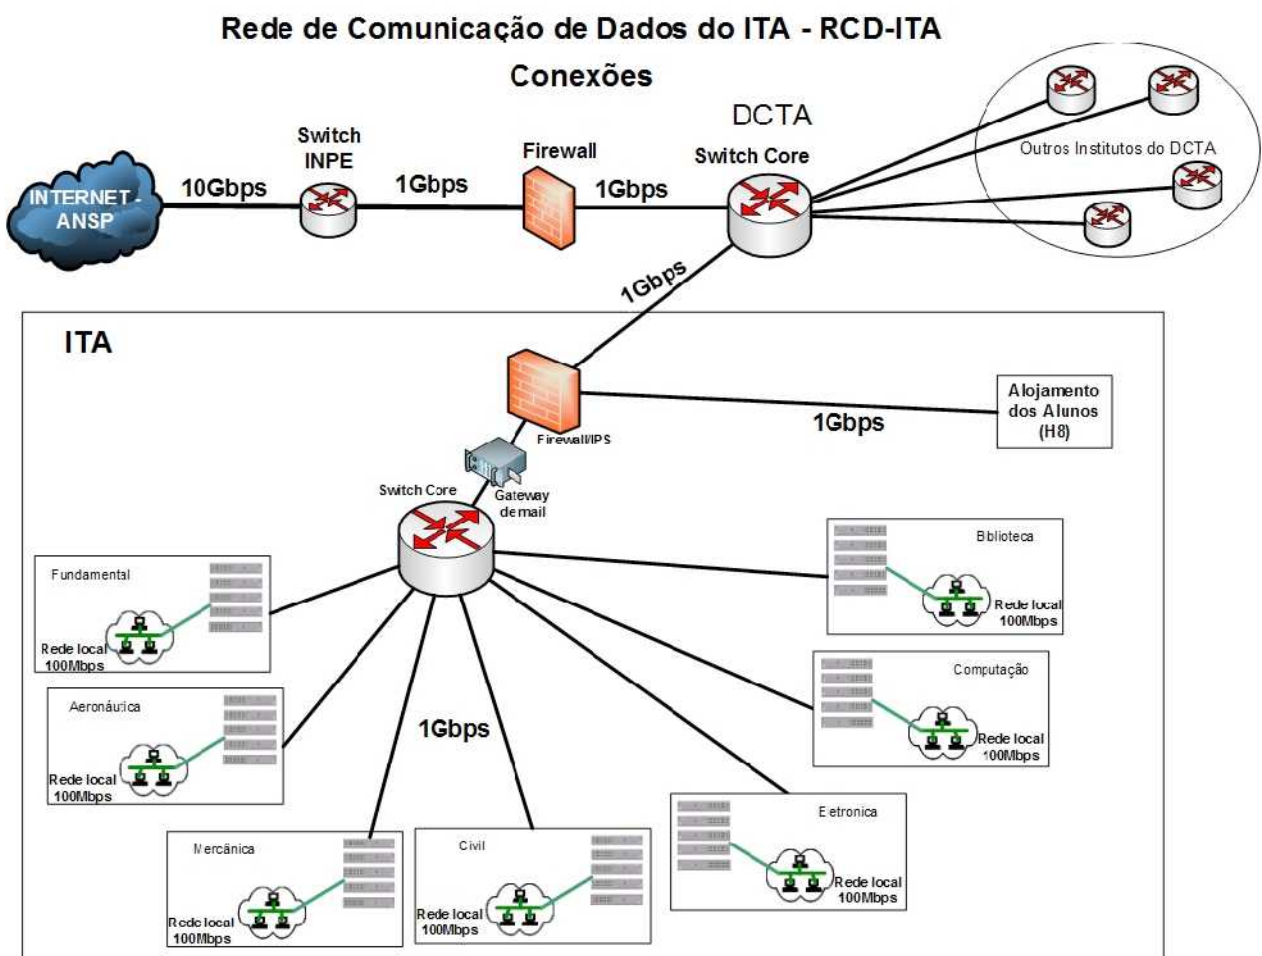 Rede de Comunicação de Dados do ITA - RCD-ITA
Conexões
DCTA
Switch
INPE
Firewall
Switch Core
Outros Institutos do DCTA
INTERNET -
ANSP
10Gbps
1Gbps
1Gbps
1Gbps
ITA
Alojamento
dos Alunos
(H8)
1Gbps
Firewall/IPS
Switch Core
Gateway
de mail
Fundamental
Rede local
100Mbps
Biblioteca
Rede local
100Mbps
Aeronáutica
Rede local
100Mbps
Computação
Rede local
100Mbps
1Gbps
Mercânica
Rede local
100Mbps
Civil
Rede local
100Mbps
Eletronica
Rede local
100Mbps